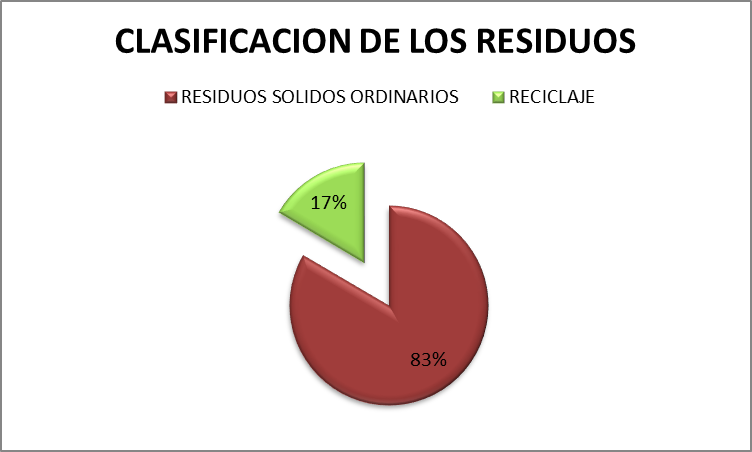 CLASIFICACION DE LOS RESIDUOS
RESIDUOS SOLIDOS ORDINARIOS RECICLAJE
17%
83%